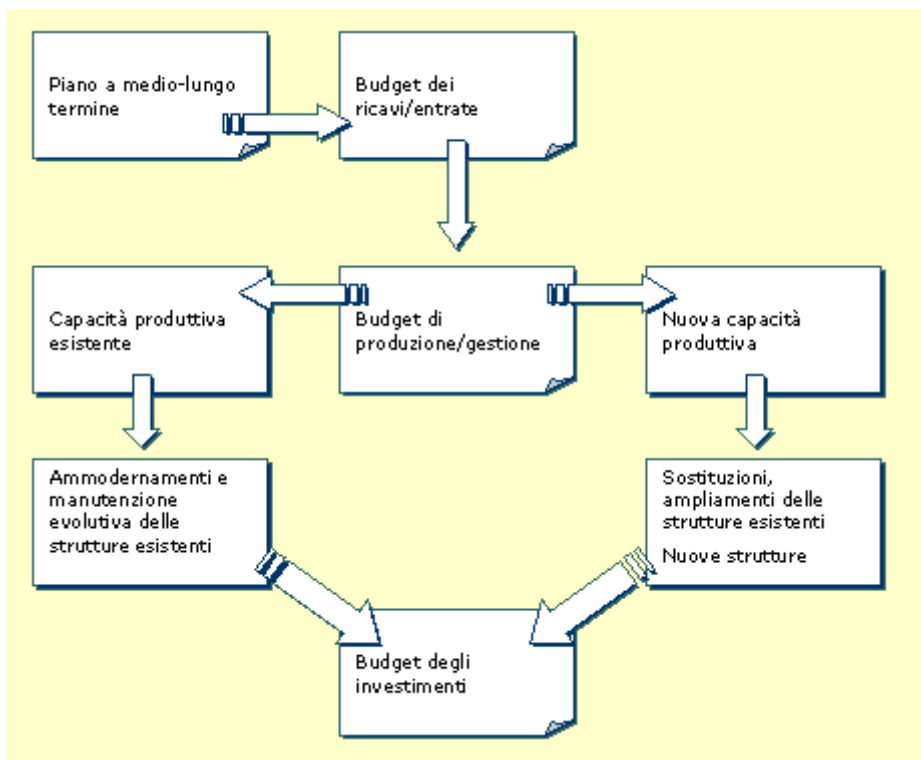 Piano a medio-lungo
termine
Budget dei
ricavi/entrate
Capacità produttiva
esistente
Budget di
produzione/gestione
Nuova capacità
produttiva
Ammodernamenti e
manutenzione
evolutiva delle
strutture esistenti
Sostituzioni,
ampliamenti delle
strutture esistenti
Nuove strutture
Budget degli
investimenti